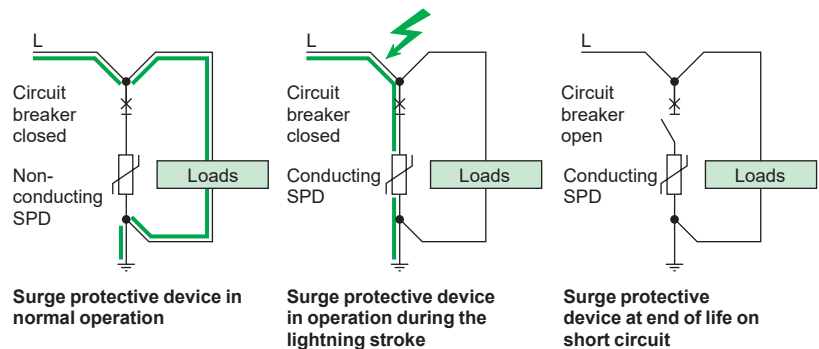 L
Circuit
breaker
closed
Non-
conducting
SPD
Loads
Surge protective device in
normal operation
L
Circuit
breaker
closed
Conducting
SPD
Loads
Surge protective device
in operation during the
lightning stroke
L
Circuit
breaker
open
Conducting
SPD
Loads
Surge protective
device at end of life on
short circuit